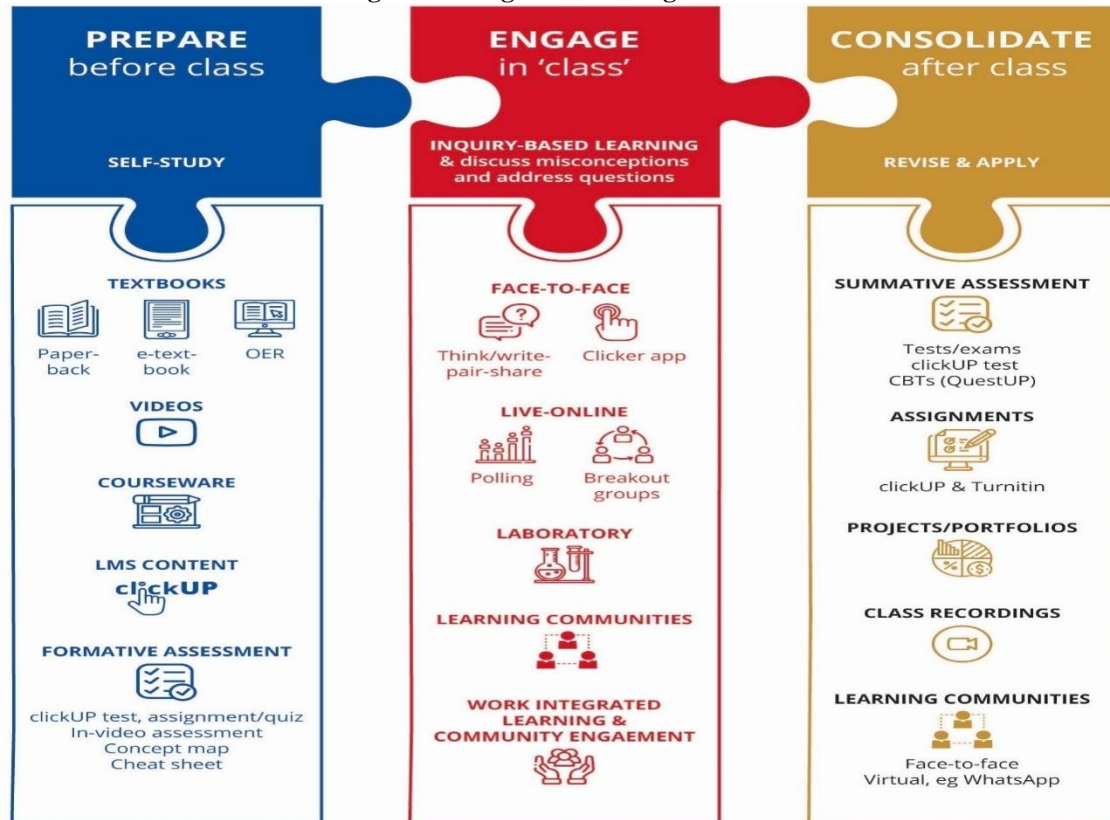 PREPARE
before class
SELF-STUDY
TEXTBOOKS
Paper-
back
e-text-
book
OER
VIDEOS
COURSEWARE
LMS CONTENT
clickUP
FORMATIVE ASSESSMENT
clickUP test, assignment/quiz
In-video assessment
Concept map
Cheat sheet
ENGAGE
in ‘class’
INQUIRY-BASED LEARNING
& discuss misconceptions
and address questions
FACE-TO-FACE
Think/write-
pair-share
Clicker app
LIVE-ONLINE
Polling
Breakout
groups
LABORATORY
LEARNING COMMUNITIES
WORK INTEGRATED
LEARNING &
COMMUNITY ENGAEMENT
CONSOLIDATE
after class
REVISE & APPLY
SUMMATIVE ASSESSMENT
Tests/exams
clickUP test
CBTs (QuestUP)
ASSIGNMENTS
clickUP & Turnitin
PROJECTS/PORTFOLIOS
CLASS RECORDINGS
LEARNING COMMUNITIES
Face-to-face
Virtual, eg WhatsApp